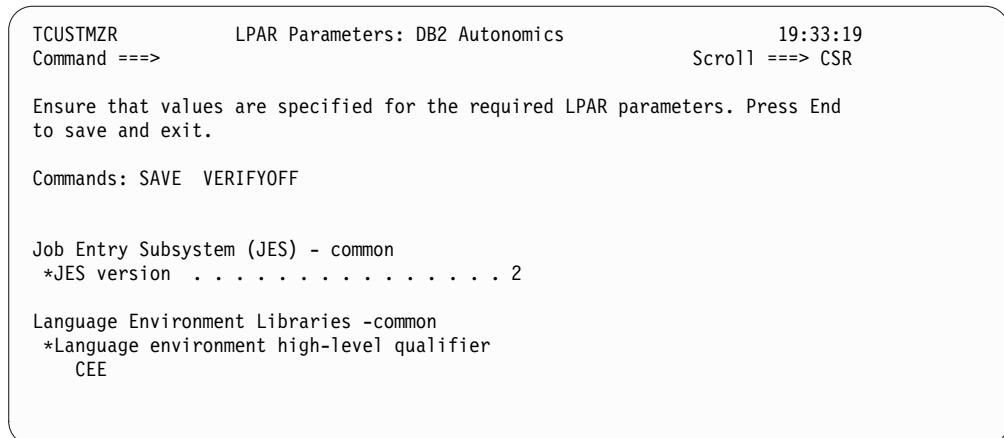 TCUSTMZR LPAR Parameters: DB2 Autonomics 19:33:19
Command ===> Scroll ===> CSR
Ensure that values are specified for the required LPAR parameters. Press End
to save and exit.
Commands: SAVE VERIFYOFF
Job Entry Subsystem (JES) - common
*JES version . . . . . . . . . . . . . . . 2
Language Environment Libraries -common
*Language environment high-level qualifier
CEE